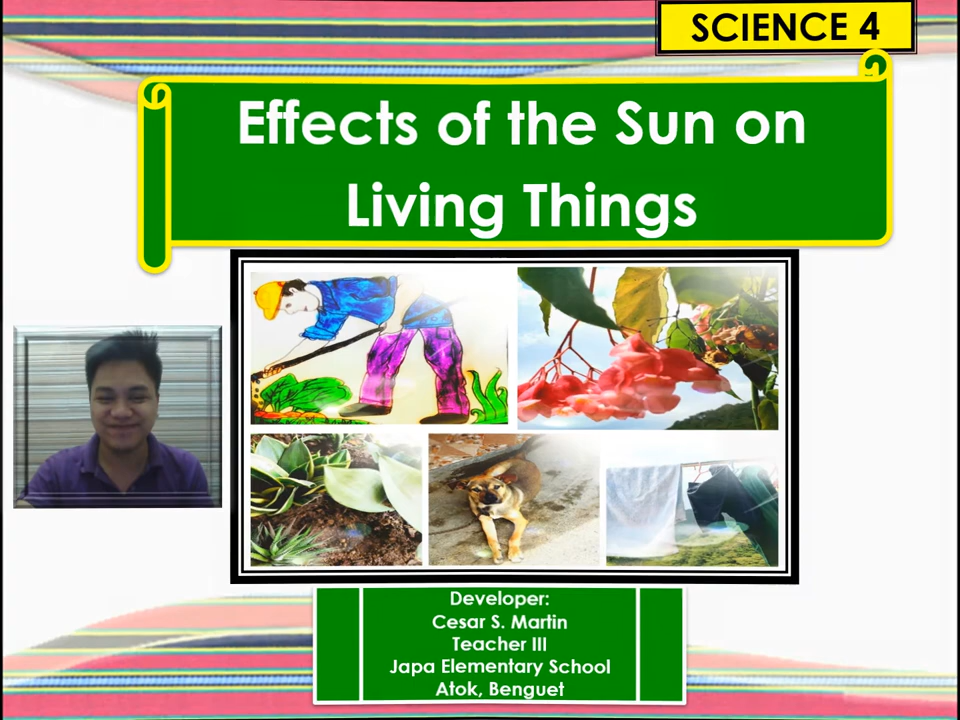 SCIENCE 4
Effects of the Sun on
Living Things
Developer:
Cesar S. Martin
Teacher III
Japa Elementary School
Atok, Benguet